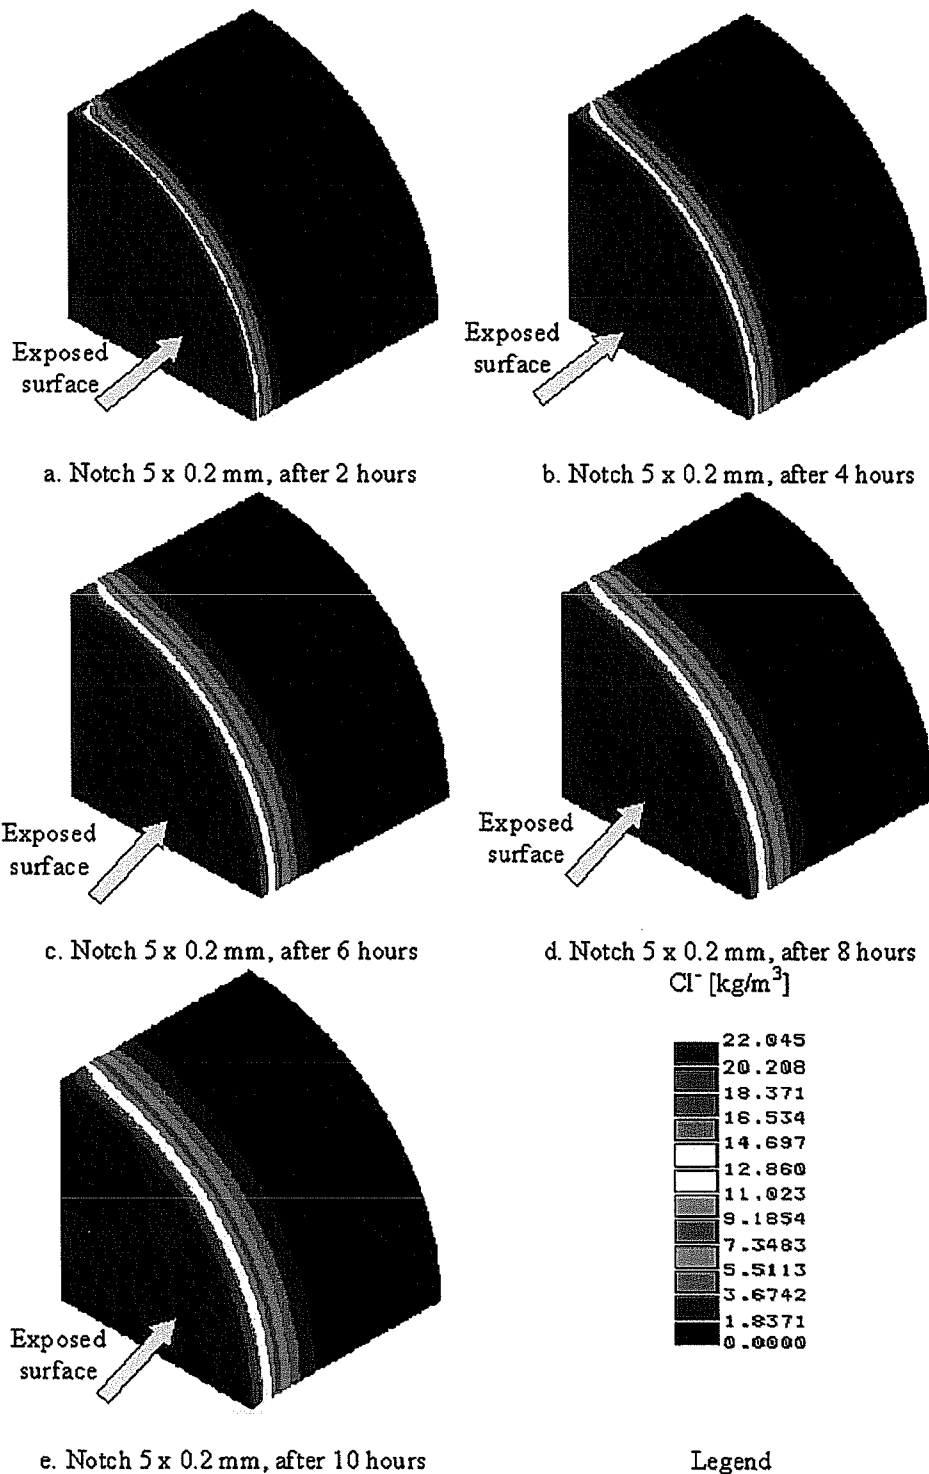 Exposed
surface
Exposed
surface
a. Notch 5 x 0.2 mm, after 2 hours
b. Notch 5 x 0.2 mm, after 4 hours
Exposed
surface
Exposed
surface
c. Notch 5 x 0.2 mm, after 6 hours
d. Notch 5 x 0.2 mm, after 8 hours
Cl⁻ [kg/m³]
22.045
20.208
18.371
16.534
14.697
12.860
11.023
9.1854
7.3483
5.5113
3.6742
1.8371
0.0000
Exposed
surface
e. Notch 5 x 0.2 mm, after 10 hours
Legend